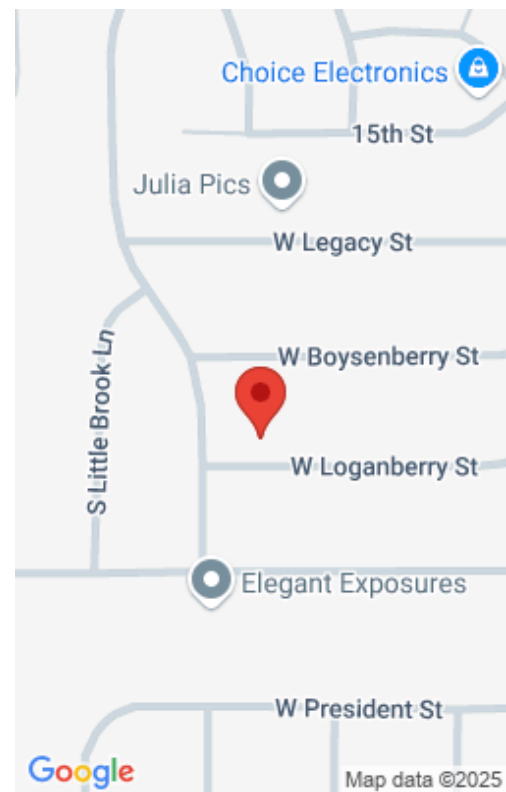 Choice Electronics
15th St
Julia Pics
W Legacy St
S Little Brook Ln
W Boysenberry St
W Loganberry St
Elegant Exposures
W President St
Google
Map data ©2025